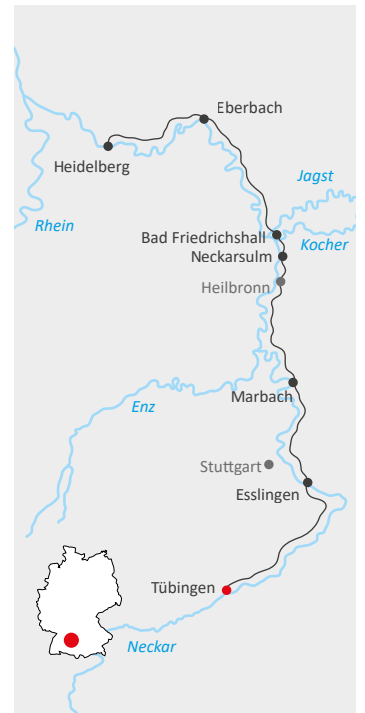 Eberbach
Heidelberg
Jagst
Rhein
Bad Friedrichshall
Kocher
Neckarsulm
Heilbronn
Marbach
Enz
Stuttgart
Esslingen
Tübingen
Neckar